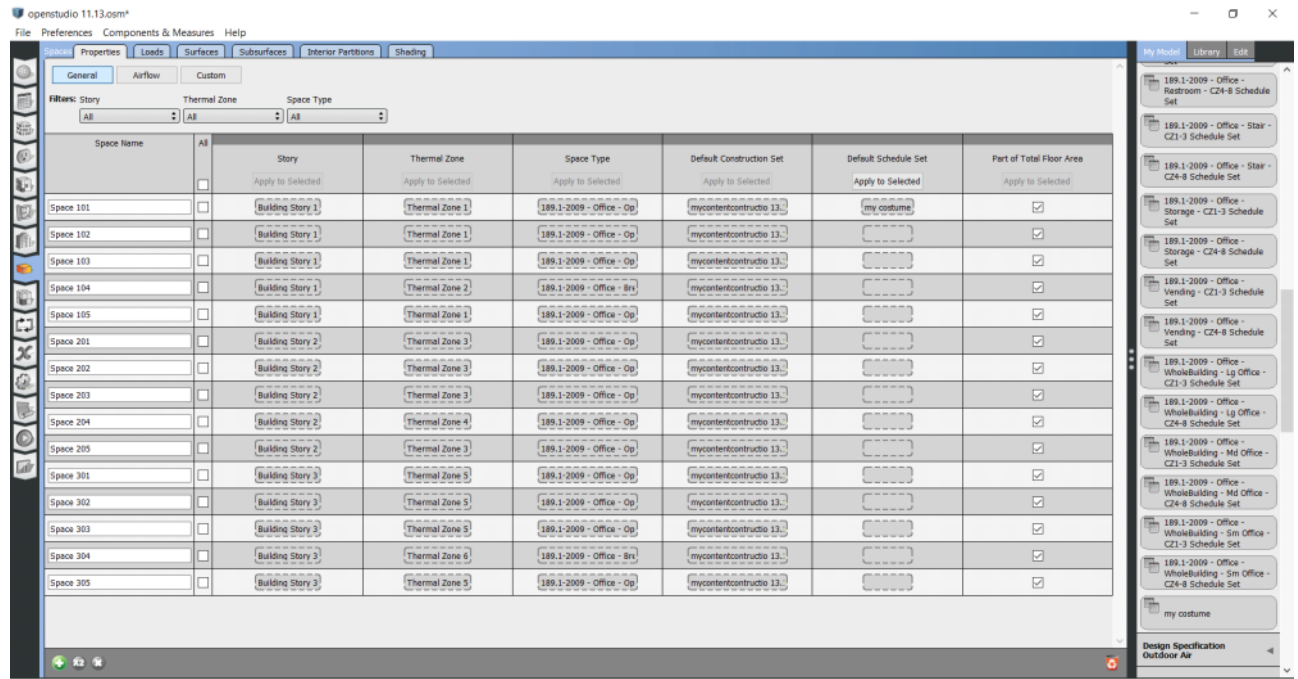 openstudio 11.13.osm*
File Preferences Components & Measures Help
Spaces Properties Loads Surfaces Subsurfaces Interior Partitions Shading
My Model Library Edit
General Airflow Custom
Filters: Story Thermal Zone Space Type
All All All
Space Name All Story Thermal Zone Space Type Default Construction Set Default Schedule Set Part of Total Floor Area
Apply to Selected Apply to Selected Apply to Selected Apply to Selected Apply to Selected Apply to Selected
Space 101 Building Story 1 Thermal Zone 1 189.1-2009 - Office - Op mycontentcontructio 13.. my costume
Space 102 Building Story 1 Thermal Zone 1 189.1-2009 - Office - Op mycontentcontructio 13..
Space 103 Building Story 1 Thermal Zone 1 189.1-2009 - Office - Op mycontentcontructio 13..
Space 104 Building Story 1 Thermal Zone 2 189.1-2009 - Office - Bre mycontentcontructio 13..
Space 105 Building Story 1 Thermal Zone 1 189.1-2009 - Office - Op mycontentcontructio 13..
Space 201 Building Story 2 Thermal Zone 3 189.1-2009 - Office - Op mycontentcontructio 13..
Space 202 Building Story 2 Thermal Zone 3 189.1-2009 - Office - Op mycontentcontructio 13..
Space 203 Building Story 2 Thermal Zone 3 189.1-2009 - Office - Op mycontentcontructio 13..
Space 204 Building Story 2 Thermal Zone 4 189.1-2009 - Office - Op mycontentcontructio 13..
Space 205 Building Story 2 Thermal Zone 3 189.1-2009 - Office - Op mycontentcontructio 13..
Space 301 Building Story 3 Thermal Zone 5 189.1-2009 - Office - Op mycontentcontructio 13..
Space 302 Building Story 3 Thermal Zone 5 189.1-2009 - Office - Op mycontentcontructio 13..
Space 303 Building Story 3 Thermal Zone 5 189.1-2009 - Office - Op mycontentcontructio 13..
Space 304 Building Story 3 Thermal Zone 6 189.1-2009 - Office - Bre mycontentcontructio 13..
Space 305 Building Story 3 Thermal Zone 5 189.1-2009 - Office - Op mycontentcontructio 13..
189.1-2009 - Office -
Restroom - CZ4-8 Schedule
Set
189.1-2009 - Office - Stair -
CZ1-3 Schedule Set
189.1-2009 - Office - Stair -
CZ4-8 Schedule Set
189.1-2009 - Office -
Storage - CZ1-3 Schedule
Set
189.1-2009 - Office -
Storage - CZ4-8 Schedule
Set
189.1-2009 - Office -
Vending - CZ1-3 Schedule
Set
189.1-2009 - Office -
Vending - CZ4-8 Schedule
Set
189.1-2009 - Office -
WholeBuilding - Lg Office -
CZ1-3 Schedule Set
189.1-2009 - Office -
WholeBuilding - Lg Office -
CZ4-8 Schedule Set
189.1-2009 - Office -
WholeBuilding - Md Office -
CZ1-3 Schedule Set
189.1-2009 - Office -
WholeBuilding - Md Office -
CZ4-8 Schedule Set
189.1-2009 - Office -
WholeBuilding - Sm Office -
CZ1-3 Schedule Set
189.1-2009 - Office -
WholeBuilding - Sm Office -
CZ4-8 Schedule Set
my costume
Design Specification
Outdoor Air
x2